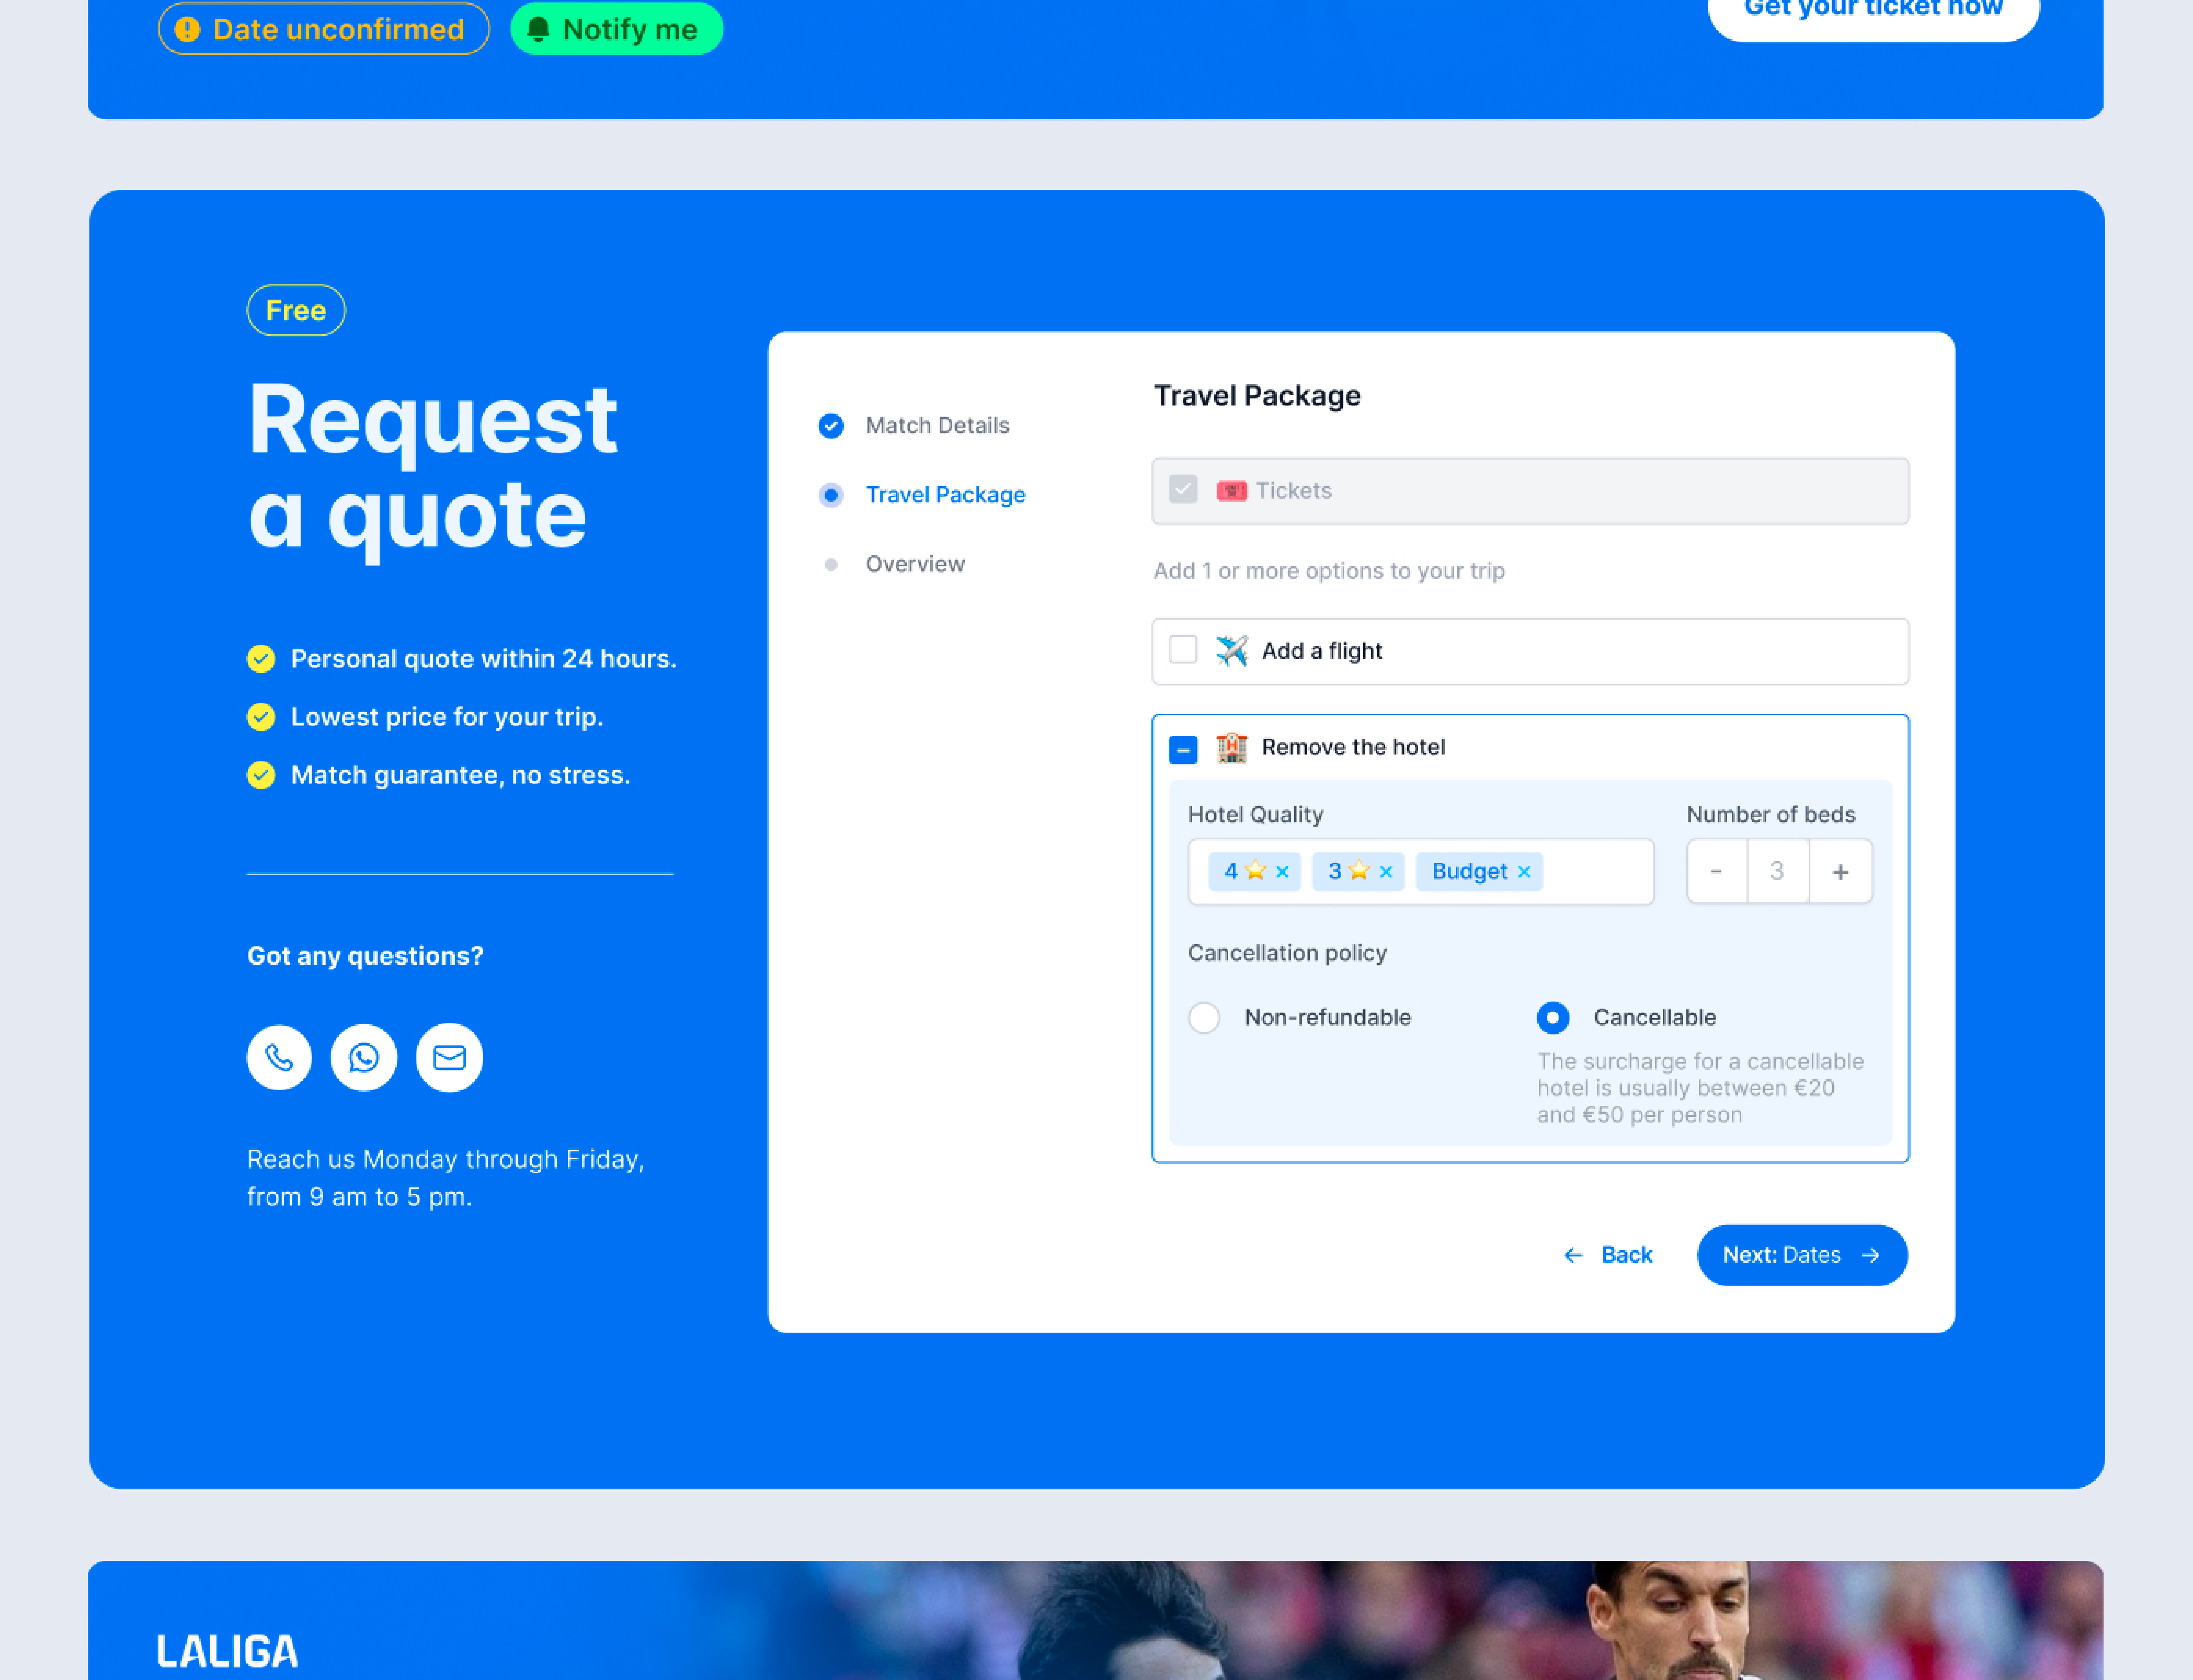 Date unconfirmed
Notify me
Get your ticket now
Free
Request
a quote
Personal quote within 24 hours.
Lowest price for your trip.
Match guarantee, no stress.
Got any questions?
Reach us Monday through Friday,
from 9 am to 5 pm.
Match Details
Travel Package
Overview
Travel Package
Tickets
Add 1 or more options to your trip
Add a flight
Remove the hotel
Hotel Quality
Number of beds
4 ⭐ × 3 ⭐ × Budget ×
- 3 +
Cancellation policy
Non-refundable
Cancellable
The surcharge for a cancellable
hotel is usually between €20
and €50 per person
← Back
Next: Dates →
LALIGA